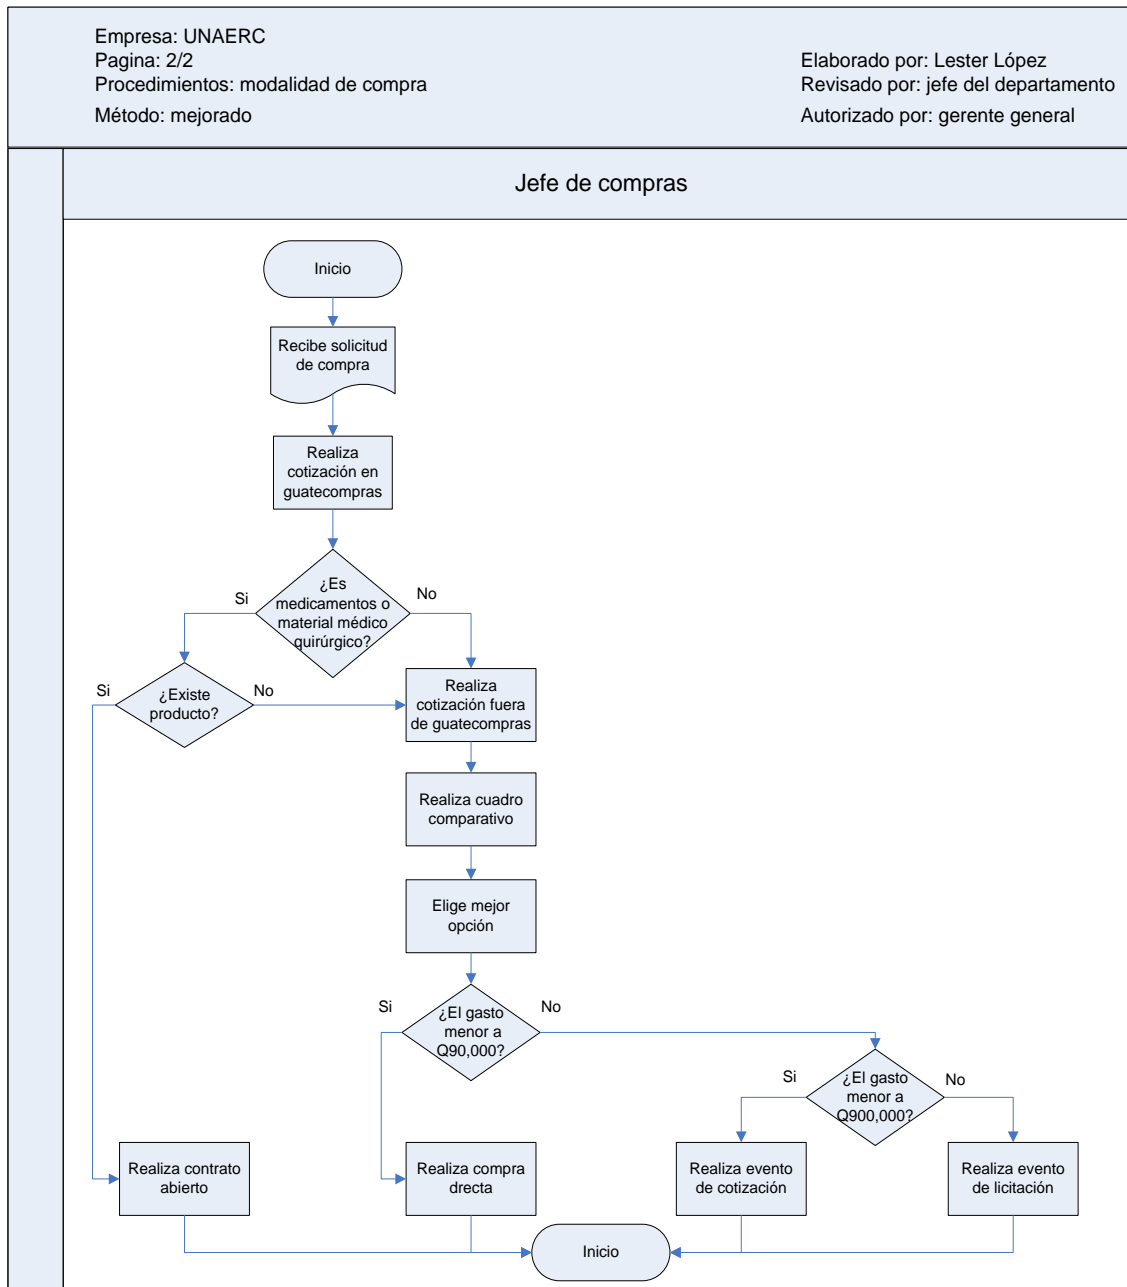 Empresa: UNAERC
Pagina: 2/2
Procedimientos: modalidad de compra
Método: mejorado
Elaborado por: Lester López
Revisado por: jefe del departamento
Autorizado por: gerente general
Jefe de compras
Inicio
Recibe solicitud
de compra
Realiza
cotización en
guatecompras
¿Es
medicamentos o
material médico
quirúrgico?
Si
No
¿Existe
producto?
Si
No
Realiza
cotización fuera
de guatecompras
Realiza cuadro
comparativo
Elige mejor
opción
¿El gasto
menor a
Q90,000?
Si
No
¿El gasto
menor a
Q900,000?
Si
No
Realiza contrato
abierto
Realiza compra
drecta
Realiza evento
de cotización
Realiza evento
de licitación
Inicio